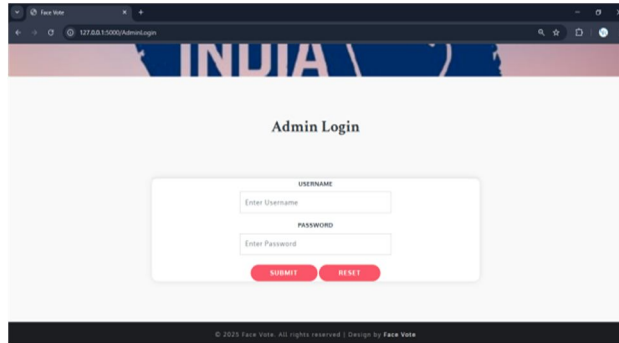 Face Vote
127.0.0.1:5000/AdminLogin
INDIA
Admin Login
USERNAME
Enter Username
PASSWORD
Enter Password
SUBMIT RESET
© 2025 Face Vote. All rights reserved | Design by Face Vote